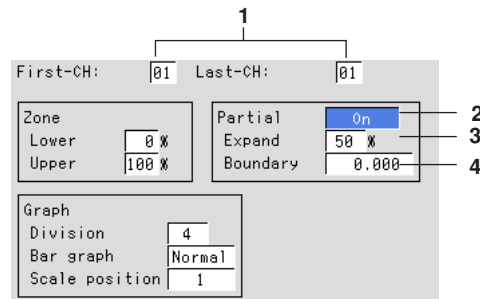 1
First-CH: 01 Last-CH: 01
Zone
Lower 0 %
Upper 100 %
Partial On 2
Expand 50 % 3
Boundary 0.000 4
Graph
Division 4
Bar graph Normal
Scale position 1